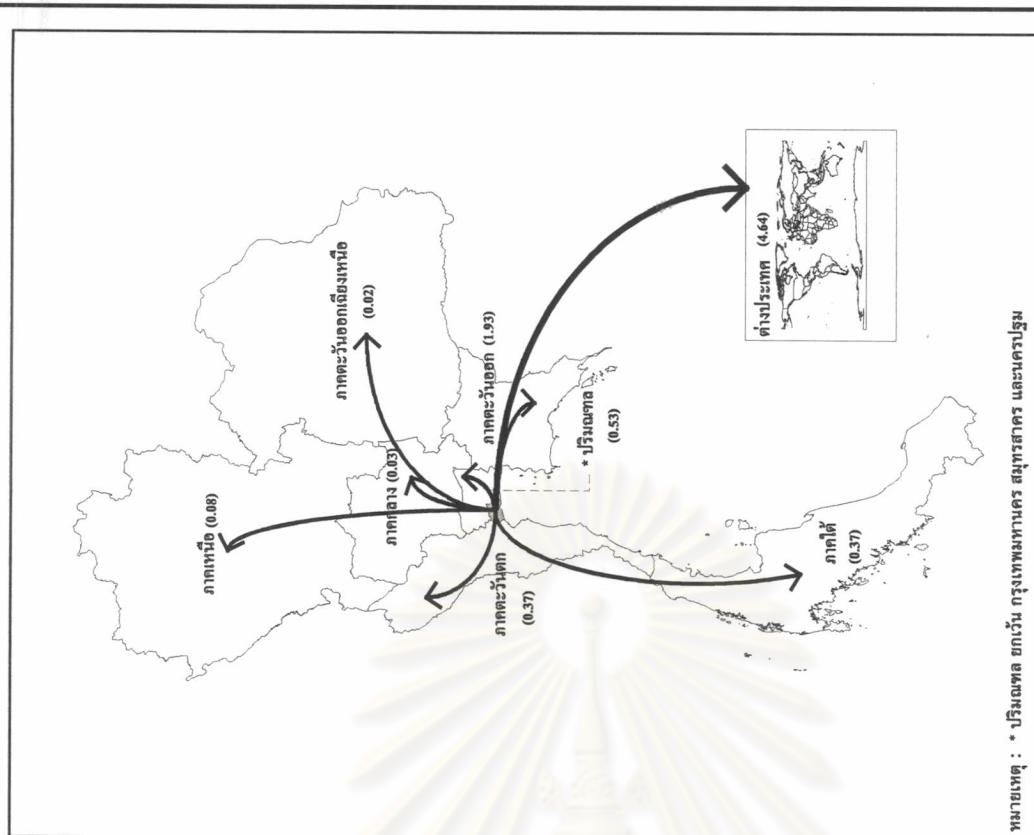 ภาคเหนือ (0.08)
ภาคตะวันออกเฉียงเหนือ
(0.02)
ภาคกลาง (0.03)
ภาคตะวันออก (1.93)
* ปริมณฑล
(0.53)
ภาคตะวันตก
(0.37)
ต่างประเทศ (4.64)
ภาคใต้
(0.37)
หมายเหตุ : * ปริมณฑล ยกเว้น กรุงเทพมหานคร สมุทรสาคร และนครปฐม